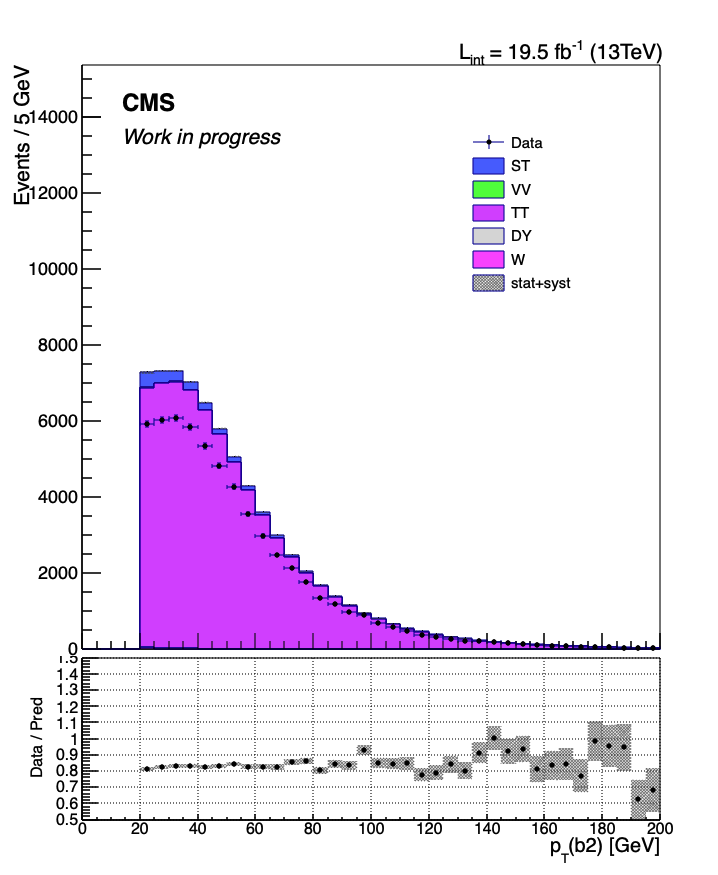 L_int = 19.5 fb^-1 (13TeV)
Events / 5 GeV
CMS
Work in progress
Data
ST
VV
TT
DY
W
stat+syst
14000
12000
10000
8000
6000
4000
2000
0
Data / Pred
1.5
1.4
1.3
1.2
1.1
1
0.9
0.8
0.7
0.6
0.5
0 20 40 60 80 100 120 140 160 180 200
p_T(b2) [GeV]